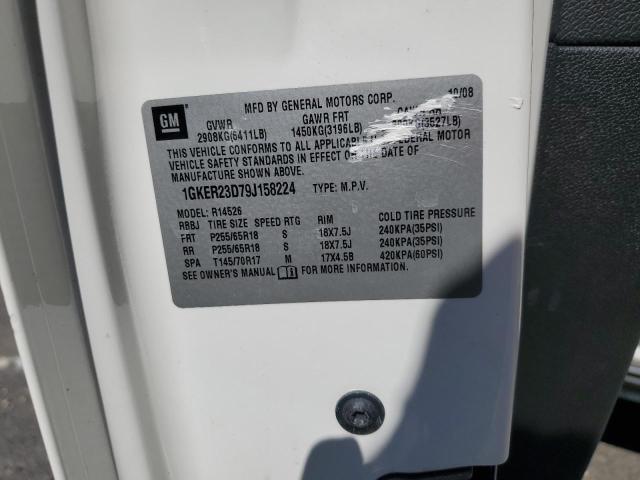 MFD BY GENERAL MOTORS CORP. 10/08
GM
GVWR GAWR FRT GAWR RR
2908KG(6411LB) 1450KG(3196LB) (3527LB)
THIS VEHICLE CONFORMS TO ALL APPLICABLE FEDERAL MOTOR
VEHICLE SAFETY STANDARDS IN EFFECT ON THE DATE OF
MANUFACTURE SHOWN ABOVE.
1GKER23D79J158224 TYPE: M.P.V.
MODEL: R14526
RBBJ TIRE SIZE SPEED RTG RIM COLD TIRE PRESSURE
FRT P255/65R18 S 18X7.5J 240KPA(35PSI)
RR P255/65R18 S 18X7.5J 240KPA(35PSI)
SPA T145/70R17 M 17X4.5B 420KPA(60PSI)
SEE OWNER'S MANUAL FOR MORE INFORMATION.